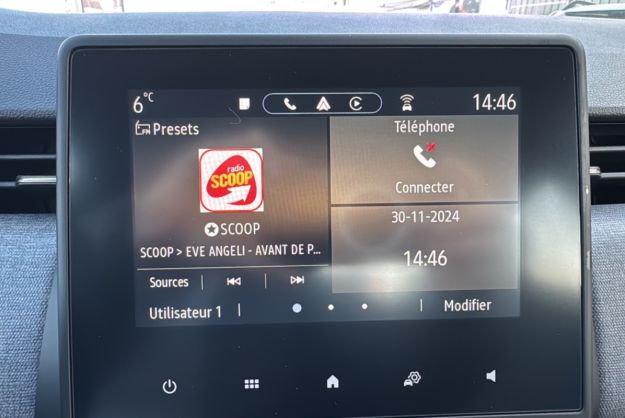 6°C
14:46
FM Presets
radio
SCOOP
SCOOP
SCOOP > EVE ANGELI - AVANT DE P...
Sources
Utilisateur 1
Téléphone
Connecter
30-11-2024
14:46
Modifier